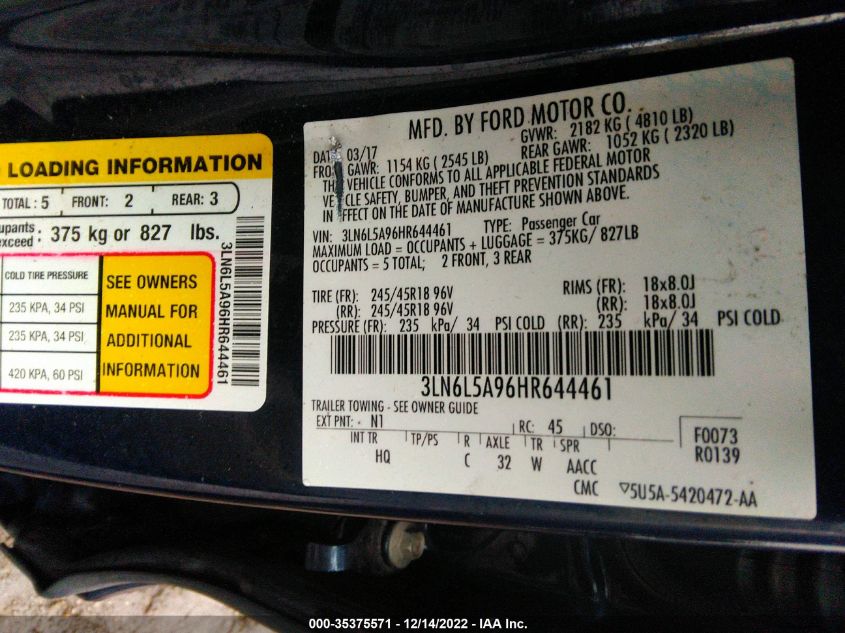 LOADING INFORMATION
TOTAL : 5 FRONT: 2 REAR: 3
exceed : 375 kg or 827 lbs.
COLD TIRE PRESSURE
235 KPA, 34 PSI
235 KPA, 34 PSI
420 KPA, 60 PSI
SEE OWNERS
MANUAL FOR
ADDITIONAL
INFORMATION
3LN6L5A96HR644461
MFD. BY FORD MOTOR CO.
03/17 GVWR: 2182 KG ( 4810 LB)
GAWR: 1154 KG ( 2545 LB) REAR GAWR: 1052 KG ( 2320 LB)
VEHICLE CONFORMS TO ALL APPLICABLE FEDERAL MOTOR
VEHICLE SAFETY, BUMPER, AND THEFT PREVENTION STANDARDS
IN EFFECT ON THE DATE OF MANUFACTURE SHOWN ABOVE.
VIN: 3LN6L5A96HR644461 TYPE: Passenger Car
MAXIMUM LOAD = OCCUPANTS + LUGGAGE = 375KG/ 827LB
OCCUPANTS = 5 TOTAL; 2 FRONT, 3 REAR
TIRE (FR): 245/45R18 96V RIMS (FR): 18x8.0J
(RR): 245/45R18 96V (RR): 18x8.0J
PRESSURE (FR): 235 kPa/ 34 PSI COLD (RR): 235 kPa/ 34 PSI COLD
3LN6L5A96HR644461
TRAILER TOWING - SEE OWNER GUIDE
EXT PNT: N1 RC: 45 DSO:
INT TR TP/PS R AXLE TR SPR
HQ C 32 W AACC
CMC
F0073
R0139
5U5A-5420472-AA
000-35375571 - 12/14/2022 - IAA Inc.